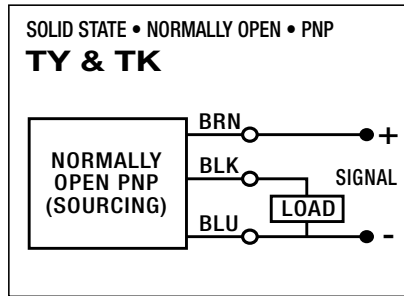 SOLID STATE • NORMALLY OPEN • PNP
TY & TK
BRN
+
NORMALLY
OPEN PNP
(SOURCING)
BLK
SIGNAL
LOAD
BLU
-